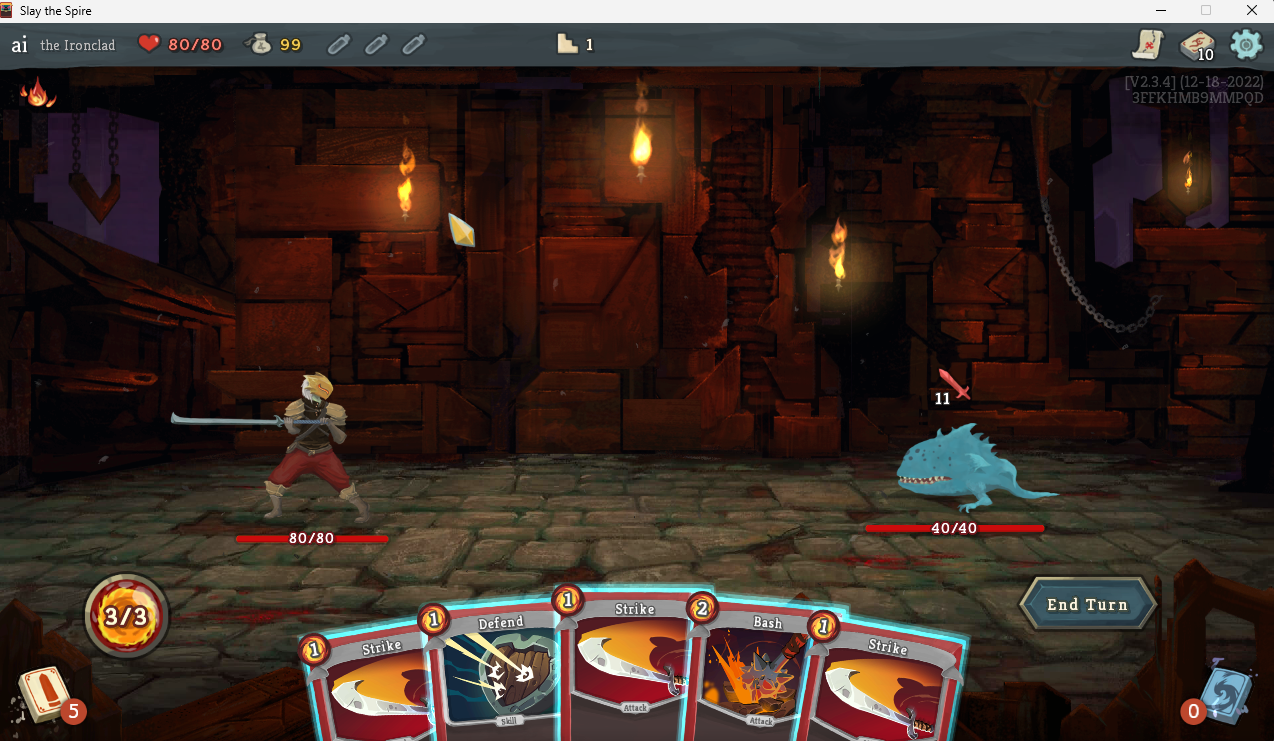 Slay the Spire
ai the Ironclad 80/80 99 1 10
[V2.3.4] (12-18-2022)
3FFKHMB9MMPQD
11
40/40
80/80
3/3
End Turn
1 Strike
1 Defend
Skill
1 Strike
Attack
2 Bash
Attack
1 Strike
Attack
5
0